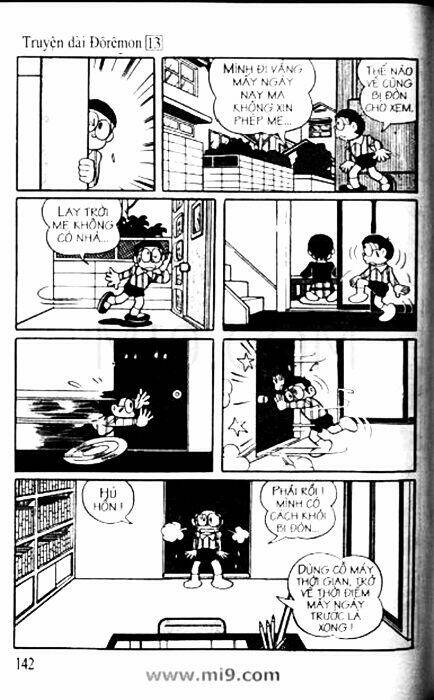 Truyện dài Đôrêmon 13
MÌNH ĐI VẮNG
MẤY NGÀY
NAY MÀ
KHÔNG XIN
PHÉP MẸ...
THẾ NÀO
VỀ CŨNG
BỊ ĐÒN
CHO XEM.
LẠY TRỜI
MẸ KHÔNG
CÓ NHÀ...
HÚ
HỒN!
PHẢI RỒI!
MÌNH CÓ
CÁCH KHỎI
BỊ ĐÒN...
DÙNG CỖ MÁY
THỜI GIAN, TRỞ
VỀ THỜI ĐIỂM
MẤY NGÀY
TRƯỚC LÀ
XONG!
142
www.mi9.com